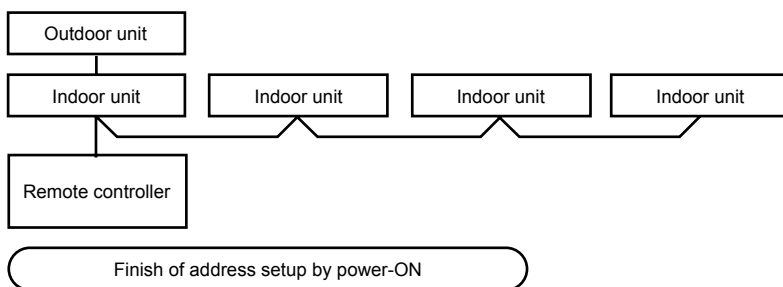 Outdoor unit
Indoor unit Indoor unit Indoor unit Indoor unit
Remote controller
Finish of address setup by power-ON